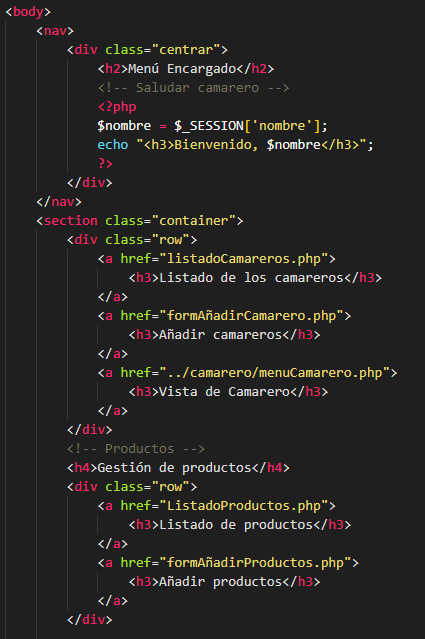 <body>
<nav>
<div class="centrar">
<h2>Menú Encargado</h2>
<!-- Saludar camarero -->
<?php
$nombre = $_SESSION['nombre'];
echo "<h3>Bienvenido, $nombre</h3>";
?>
</div>
</nav>
<section class="container">
<div class="row">
<a href="listadoCamareros.php">
<h3>Listado de los camareros</h3>
</a>
<a href="formAñadirCamarero.php">
<h3>Añadir camareros</h3>
</a>
<a href="../camarero/menuCamarero.php">
<h3>Vista de Camarero</h3>
</a>
</div>
<!-- Productos -->
<h4>Gestión de productos</h4>
<div class="row">
<a href="ListadoProductos.php">
<h3>Listado de productos</h3>
</a>
<a href="formAñadirProductos.php">
<h3>Añadir productos</h3>
</a>
</div>